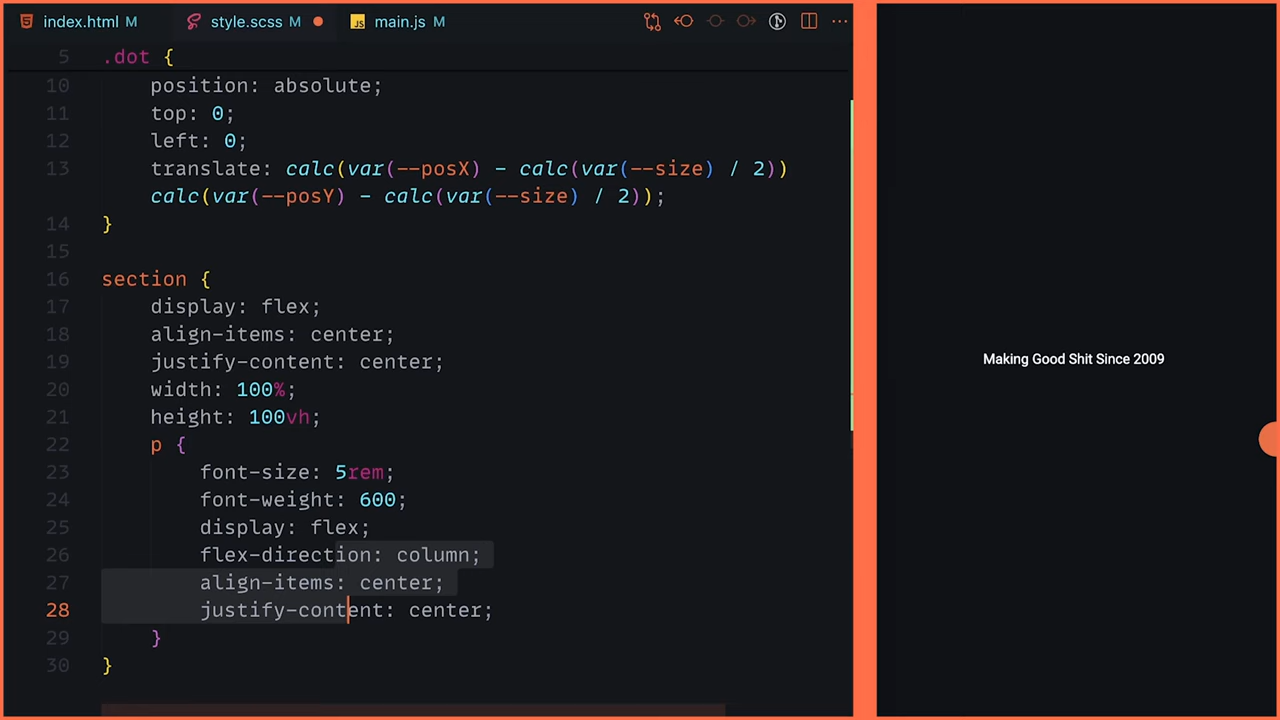 index.html M
style.scss M
JS main.js M
5 .dot {
10 position: absolute;
11 top: 0;
12 left: 0;
13 translate: calc(var(--posX) - calc(var(--size) / 2))
calc(var(--posY) - calc(var(--size) / 2));
14 }
15
16 section {
17 display: flex;
18 align-items: center;
19 justify-content: center;
20 width: 100%;
21 height: 100vh;
22 p {
23 font-size: 5rem;
24 font-weight: 600;
25 display: flex;
26 flex-direction: column;
27 align-items: center;
28 justify-content: center;
29 }
30 }
Making Good Shit Since 2009